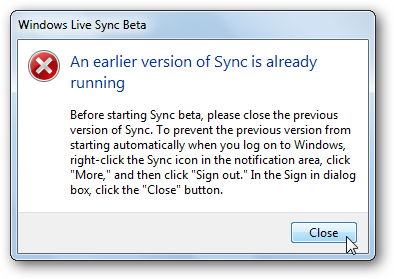 Windows Live Sync Beta
An earlier version of Sync is already
running
Before starting Sync beta, please close the previous
version of Sync. To prevent the previous version from
starting automatically when you log on to Windows,
right-click the Sync icon in the notification area, click
"More," and then click "Sign out." In the Sign in dialog
box, click the "Close" button.
Close